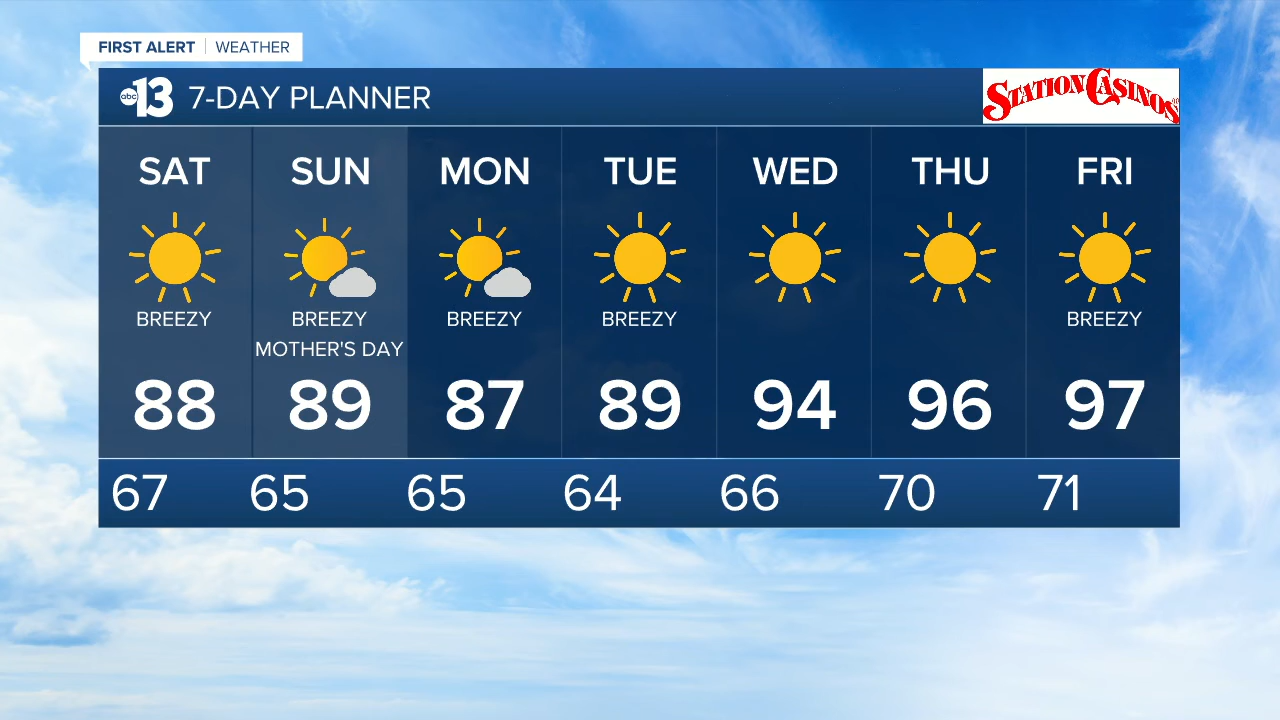 FIRST ALERT | WEATHER
abc 13 7-DAY PLANNER
STATION CASINOS
SAT SUN MON TUE WED THU FRI
BREEZY BREEZY BREEZY BREEZY BREEZY
MOTHER'S DAY
88 89 87 89 94 96 97
67 65 65 64 66 70 71